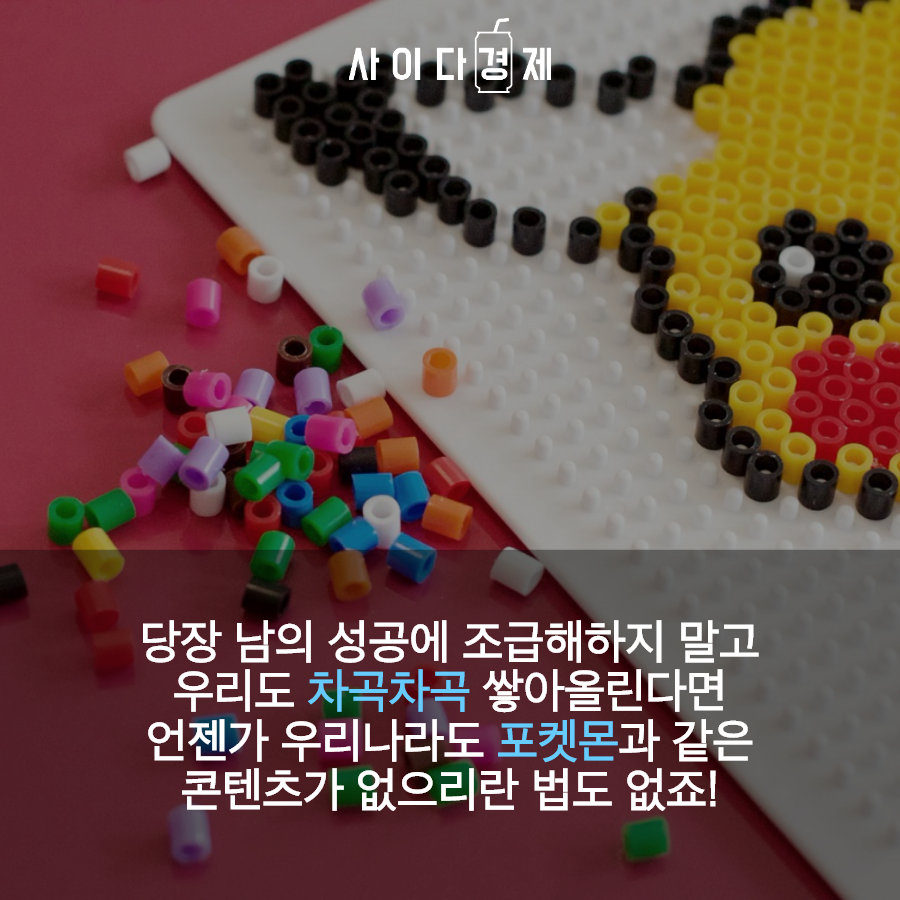 사이다경제
당장 남의 성공에 조급해하지 말고
우리도 차곡차곡 쌓아올린다면
언젠가 우리나라도 포켓몬과 같은
콘텐츠가 없으리란 법도 없죠!